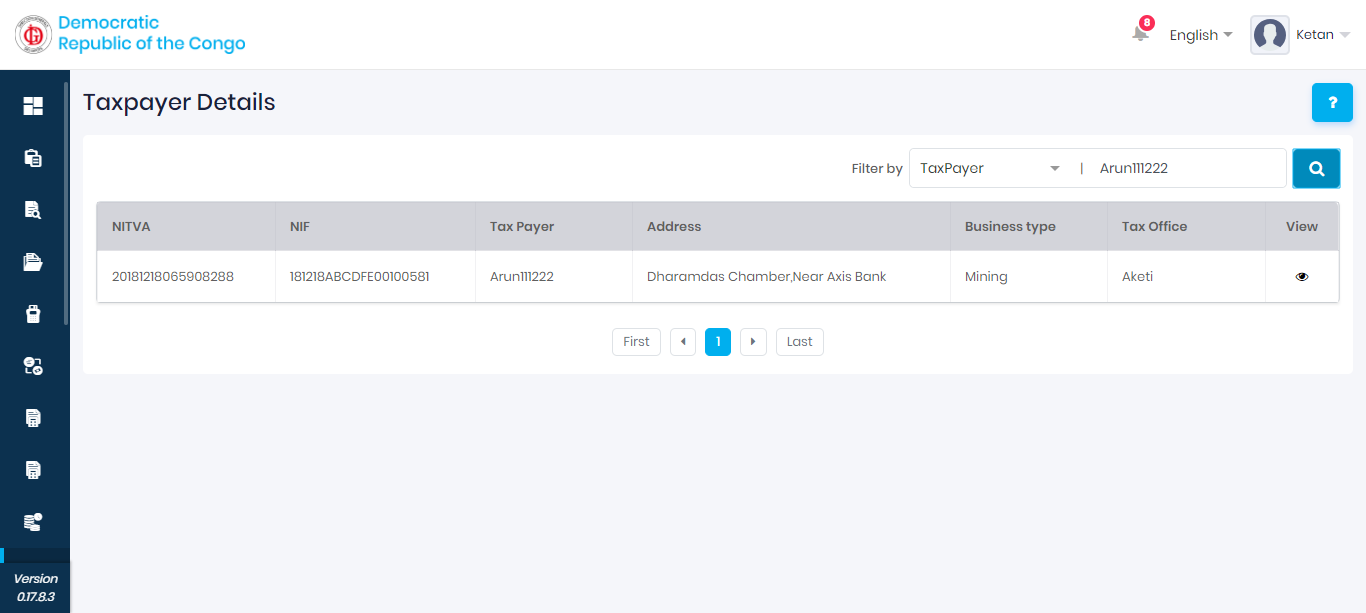 Democratic
Republic of the Congo
8
English
Ketan
Taxpayer Details
?
Filter by TaxPayer | Arun111222
NITVA NIF Tax Payer Address Business type Tax Office View
20181218065908288 181218ABCDFE00100581 Arun111222 Dharamdas Chamber,Near Axis Bank Mining Aketi
First 1 Last
Version
0.17.8.3